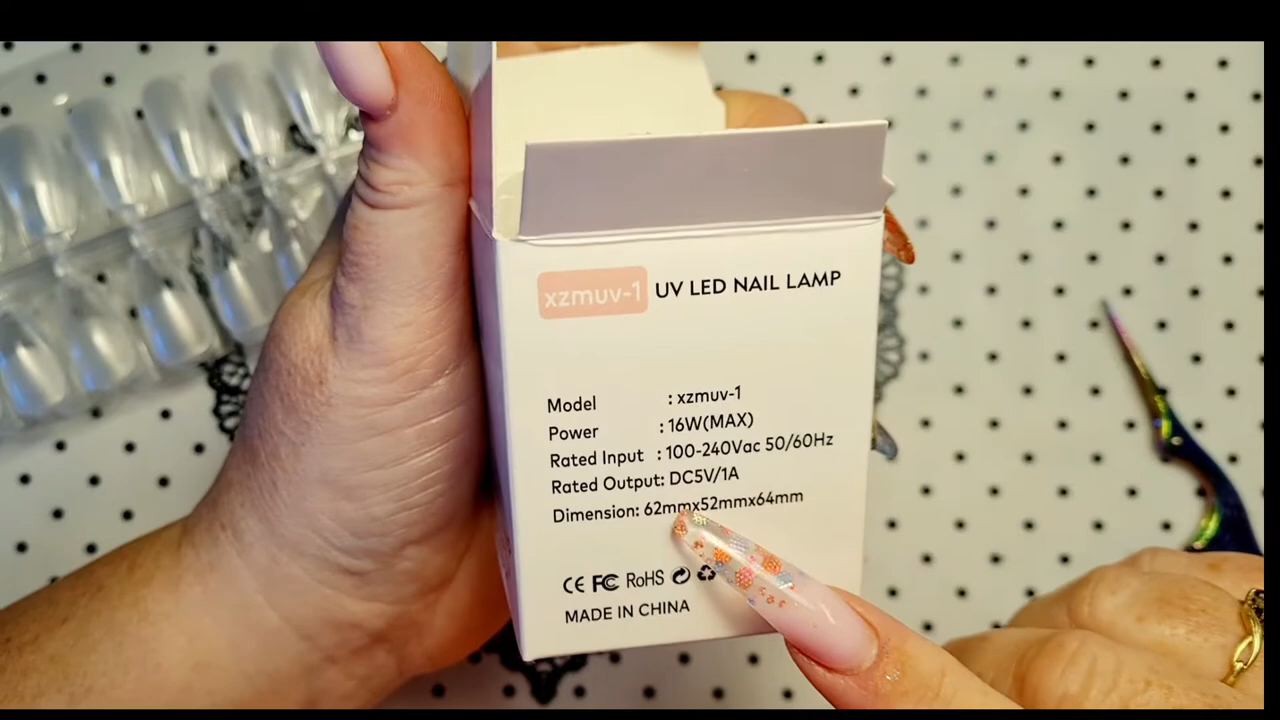 xzmuv-1 UV LED NAIL LAMP
Model : xzmuv-1
Power : 16W(MAX)
Rated Input : 100-240Vac 50/60Hz
Rated Output: DC5V/1A
Dimension: 62mmx52mmx64mm
CE FC RoHS
MADE IN CHINA